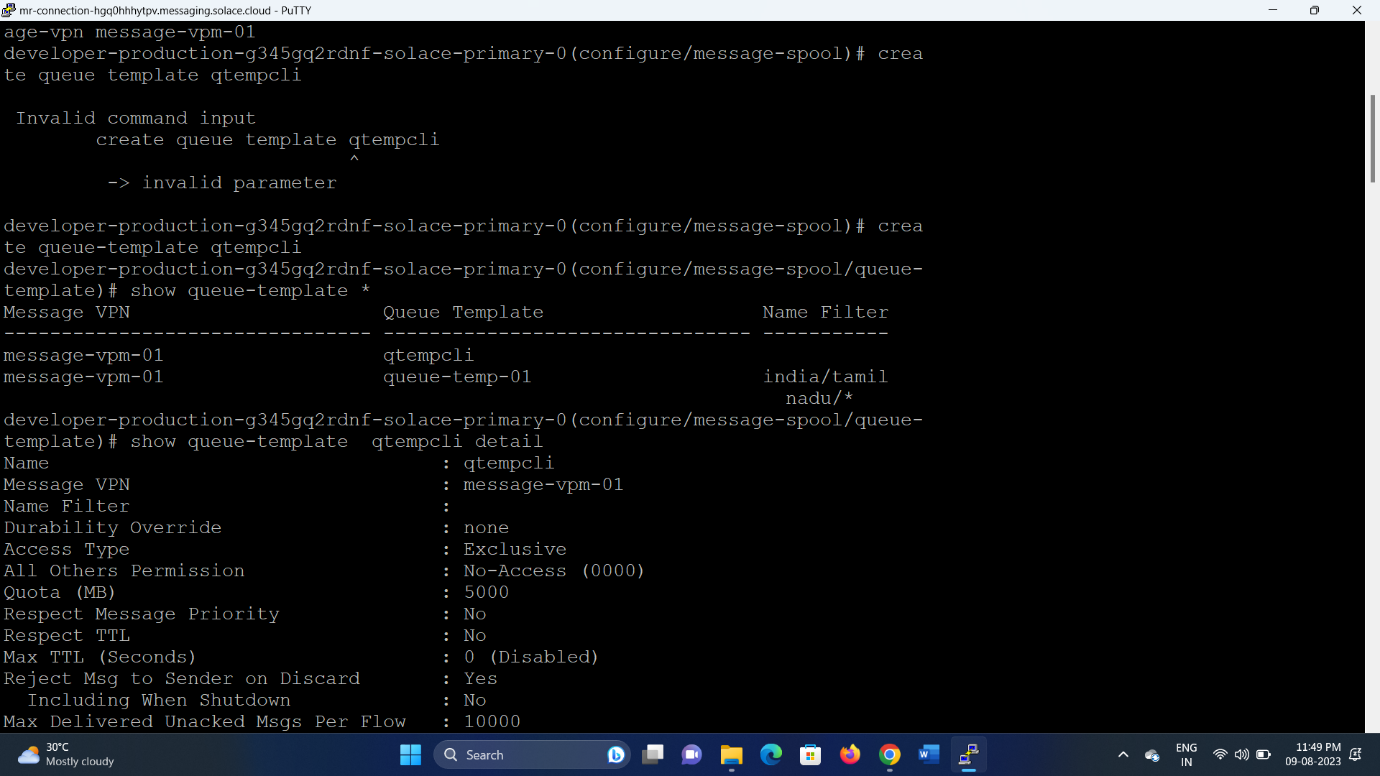 mr-connection-hgq0hhhytpv.messaging.solace.cloud - PuTTY
age-vpn message-vpm-01
developer-production-g345gq2rdnf-solace-primary-0(configure/message-spool)# crea
te queue template qtempcli
Invalid command input
create queue template qtempcli
^
-> invalid parameter
developer-production-g345gq2rdnf-solace-primary-0(configure/message-spool)# crea
te queue-template qtempcli
developer-production-g345gq2rdnf-solace-primary-0(configure/message-spool/queue-
template)# show queue-template *
Message VPN Queue Template Name Filter
-------------------------------- -------------------------------- -----------
message-vpm-01 qtempcli
message-vpm-01 queue-temp-01 india/tamil
nadu/*
developer-production-g345gq2rdnf-solace-primary-0(configure/message-spool/queue-
template)# show queue-template  qtempcli detail
Name : qtempcli
Message VPN : message-vpm-01
Name Filter :
Durability Override : none
Access Type : Exclusive
All Others Permission : No-Access (0000)
Quota (MB) : 5000
Respect Message Priority : No
Respect TTL : No
Max TTL (Seconds) : 0 (Disabled)
Reject Msg to Sender on Discard : Yes
Including When Shutdown : No
Max Delivered Unacked Msgs Per Flow : 10000
30°C
Mostly cloudy
Search
ENG
IN
11:49 PM
09-08-2023